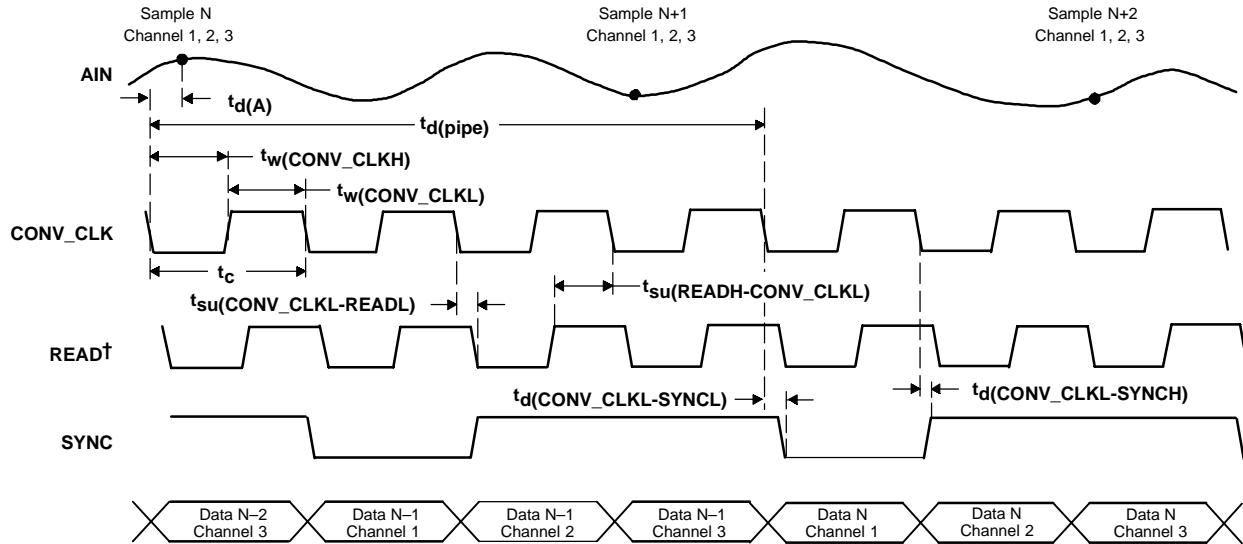 Sample N
Channel 1, 2, 3
Sample N+1
Channel 1, 2, 3
Sample N+2
Channel 1, 2, 3
AIN
td(A)
td(pipe)
tw(CONV_CLKH)
tw(CONV_CLKL)
CONV_CLK
tc
tsu(CONV_CLKL-READL)
tsu(READH-CONV_CLKL)
READ†
td(CONV_CLKL-SYNCL)
td(CONV_CLKL-SYNCH)
SYNC
Data N–2
Channel 3
Data N–1
Channel 1
Data N–1
Channel 2
Data N–1
Channel 3
Data N
Channel 1
Data N
Channel 2
Data N
Channel 3